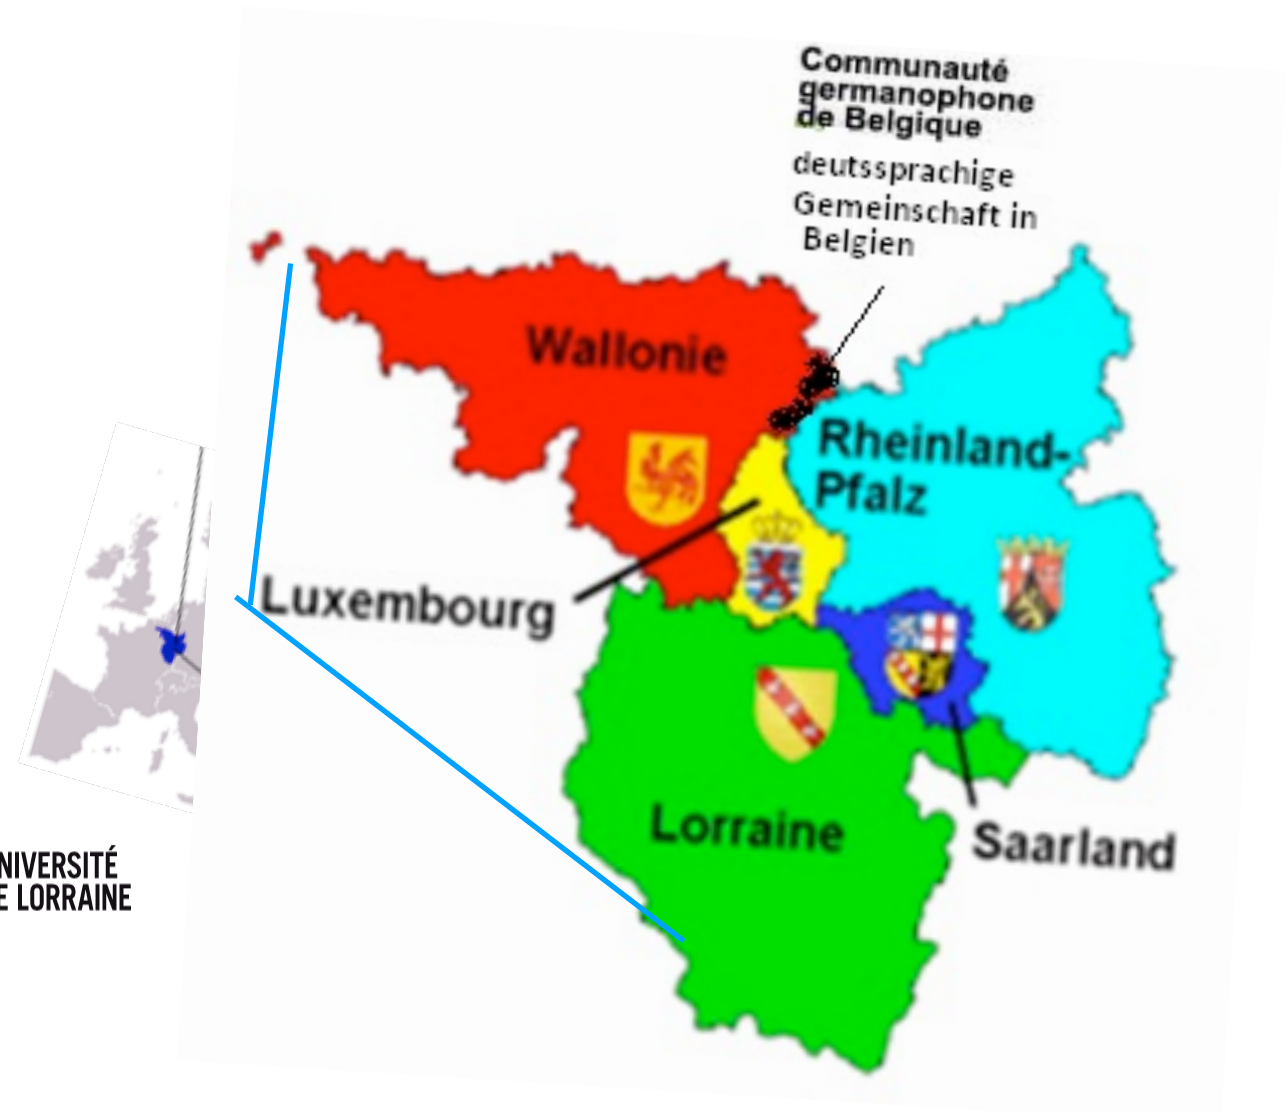 Communauté
germanophone
de Belgique
deutssprachige
Gemeinschaft in
Belgien
Wallonie
Rheinland-
Pfalz
Luxembourg
Lorraine
Saarland
NIVERSITÉ
E LORRAINE